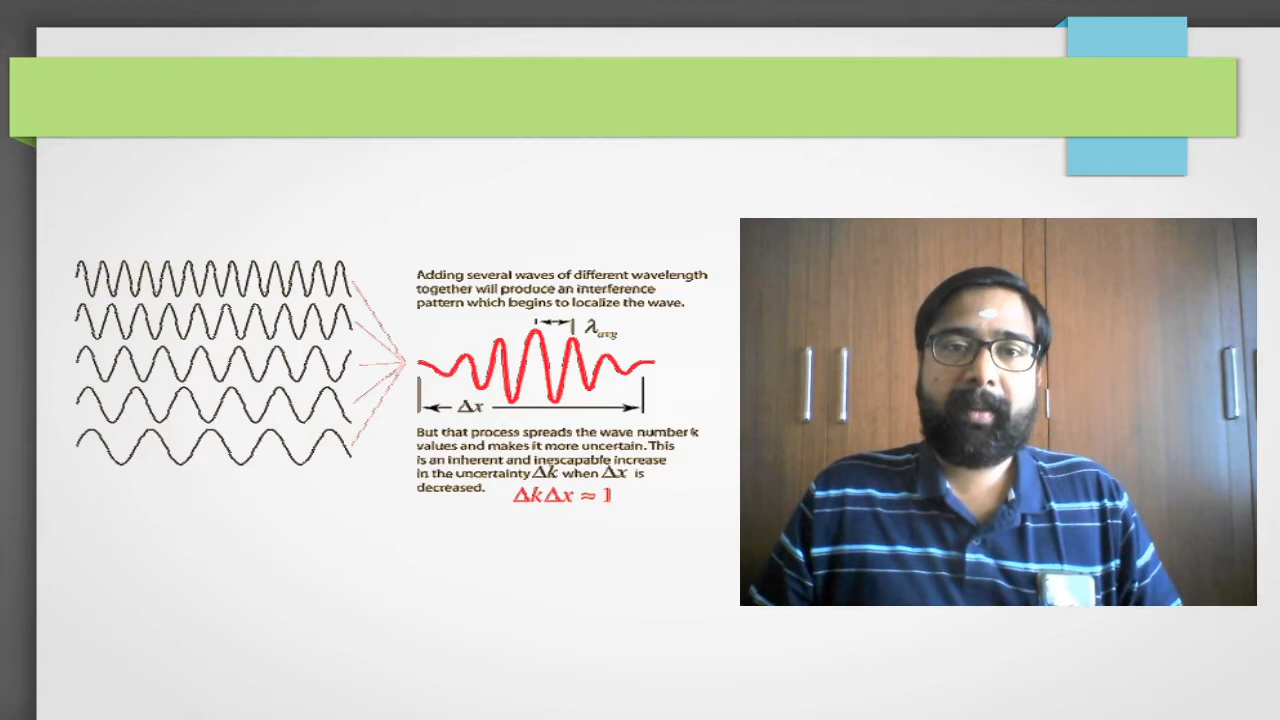 Adding several waves of different wavelength
together will produce an interference
pattern which begins to localize the wave.
λavg
Δx
But that process spreads the wave number k
values and makes it more uncertain. This
is an inherent and inescapable increase
in the uncertainty Δk when Δx is
decreased.
ΔkΔx ≈ 1